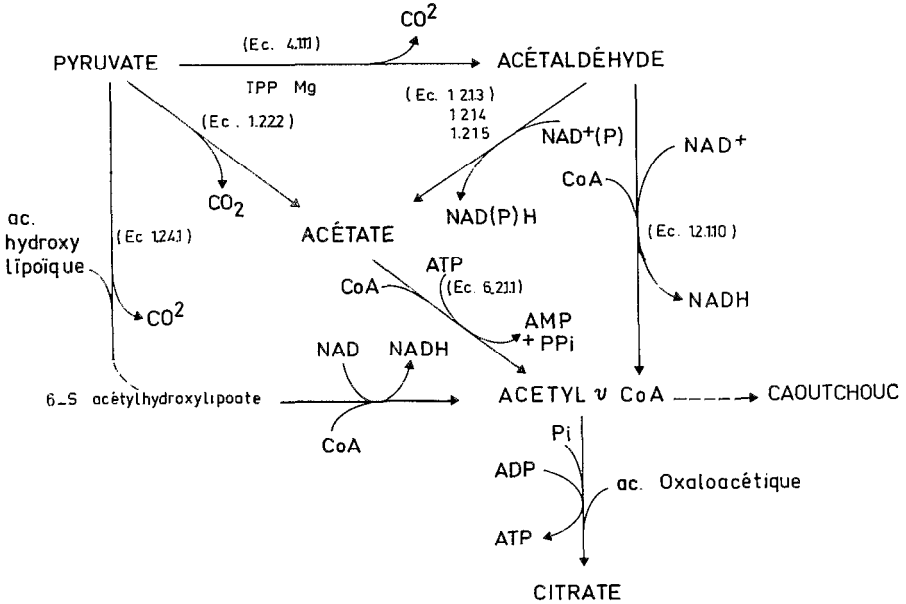 CO²
(Ec. 4.1.1.1)
PYRUVATE
ACÉTALDÉHYDE
TPP Mg
(Ec. 1.2.1.3)
1.2.1.4
1.2.1.5
(Ec. 1.2.2.2)
NAD⁺(P)
NAD⁺
CoA
CO₂
NAD(P)H
ac.
hydroxy
lipoïque
(Ec 1.2.4.1)
ACÉTATE
(Ec. 1.2.1.10)
ATP
CoA
(Ec. 6.2.1.1)
NADH
CO²
AMP
+ PPi
NAD
NADH
6_S acétylhydroxylipoate
ACETYL ~ CoA
CAOUTCHOUC
CoA
Pi
ADP
ac. Oxaloacétique
ATP
CITRATE